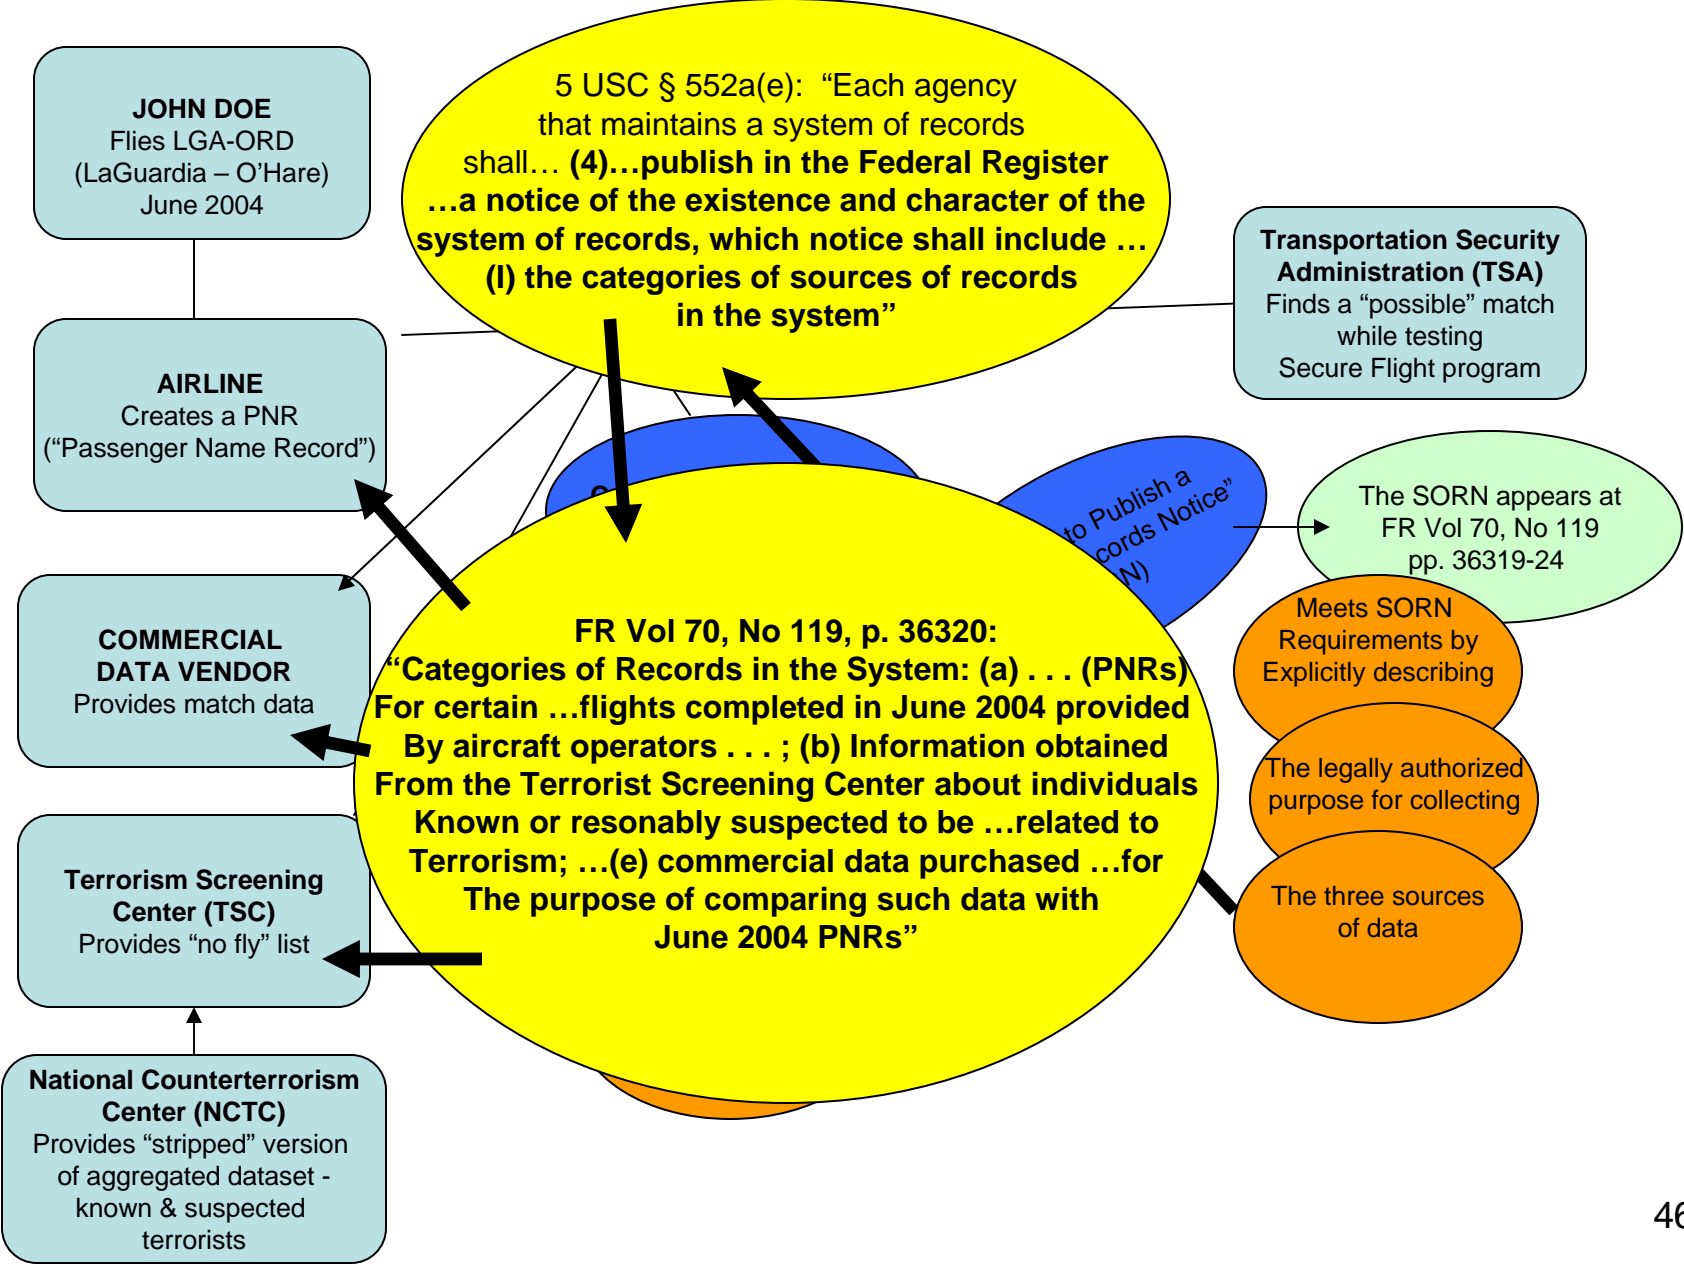 JOHN DOE
Flies LGA-ORD
(LaGuardia – O’Hare)
June 2004
5 USC § 552a(e):  “Each agency
that maintains a system of records
shall… (4)…publish in the Federal Register
…a notice of the existence and character of the
system of records, which notice shall include …
(I) the categories of sources of records
in the system”
Transportation Security
Administration (TSA)
Finds a “possible” match
while testing
Secure Flight program
AIRLINE
Creates a PNR
(“Passenger Name Record”)
to Publish a
cords Notice”
N)
The SORN appears at
FR Vol 70, No 119
pp. 36319-24
Meets SORN
Requirements by
Explicitly describing
COMMERCIAL
DATA VENDOR
Provides match data
FR Vol 70, No 119, p. 36320:
“Categories of Records in the System: (a) . . . (PNRs)
For certain …flights completed in June 2004 provided
By aircraft operators . . . ; (b) Information obtained
From the Terrorist Screening Center about individuals
Known or resonably suspected to be …related to
Terrorism; …(e) commercial data purchased …for
The purpose of comparing such data with
June 2004 PNRs”
The legally authorized
purpose for collecting
The three sources
of data
Terrorism Screening
Center (TSC)
Provides “no fly” list
National Counterterrorism
Center (NCTC)
Provides “stripped” version
of aggregated dataset -
known & suspected
terrorists
46